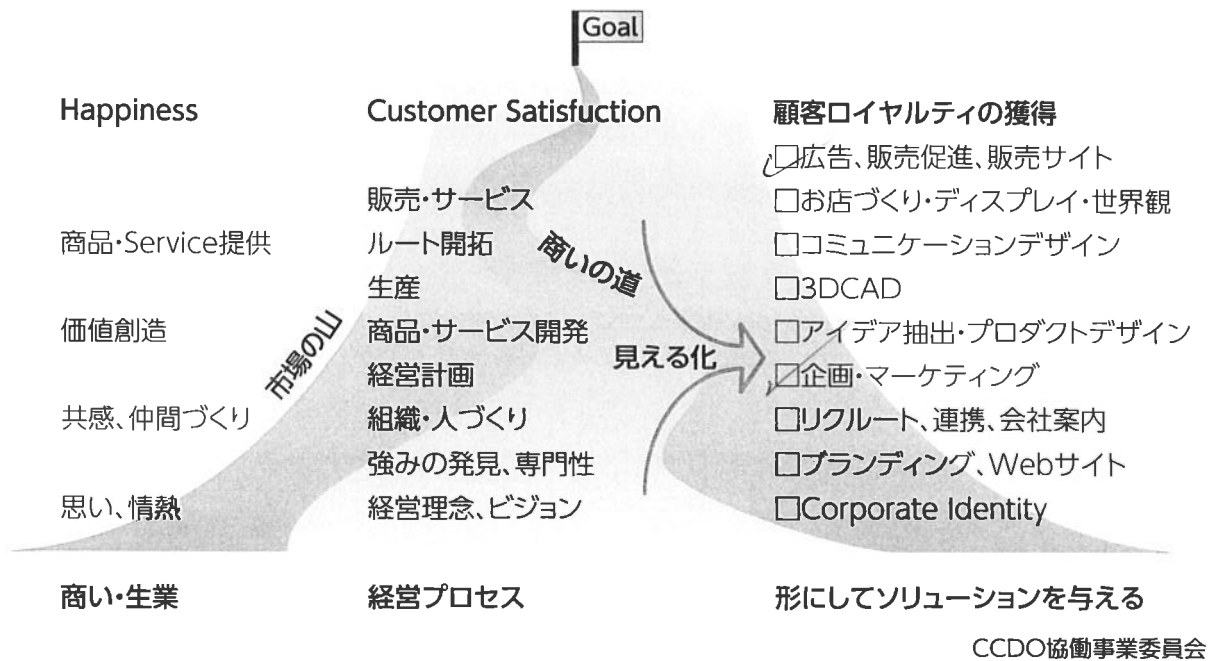 Goal
Happiness
商品・Service提供
価値創造
共感、仲間づくり
思い、情熱
商い・生業
Customer Satisfuction
販売・サービス
ルート開拓
生産
商品・サービス開発
経営計画
組織・人づくり
強みの発見、専門性
経営理念、ビジョン
経営プロセス
市場の山
商いの道
見える化
顧客ロイヤルティの獲得
□広告、販売促進、販売サイト
□お店づくり・ディスプレイ・世界観
□コミュニケーションデザイン
□3DCAD
□アイデア抽出・プロダクトデザイン
□企画・マーケティング
□リクルート、連携、会社案内
□ブランディング、Webサイト
□Corporate Identity
形にしてソリューションを与える
CCDO協働事業委員会